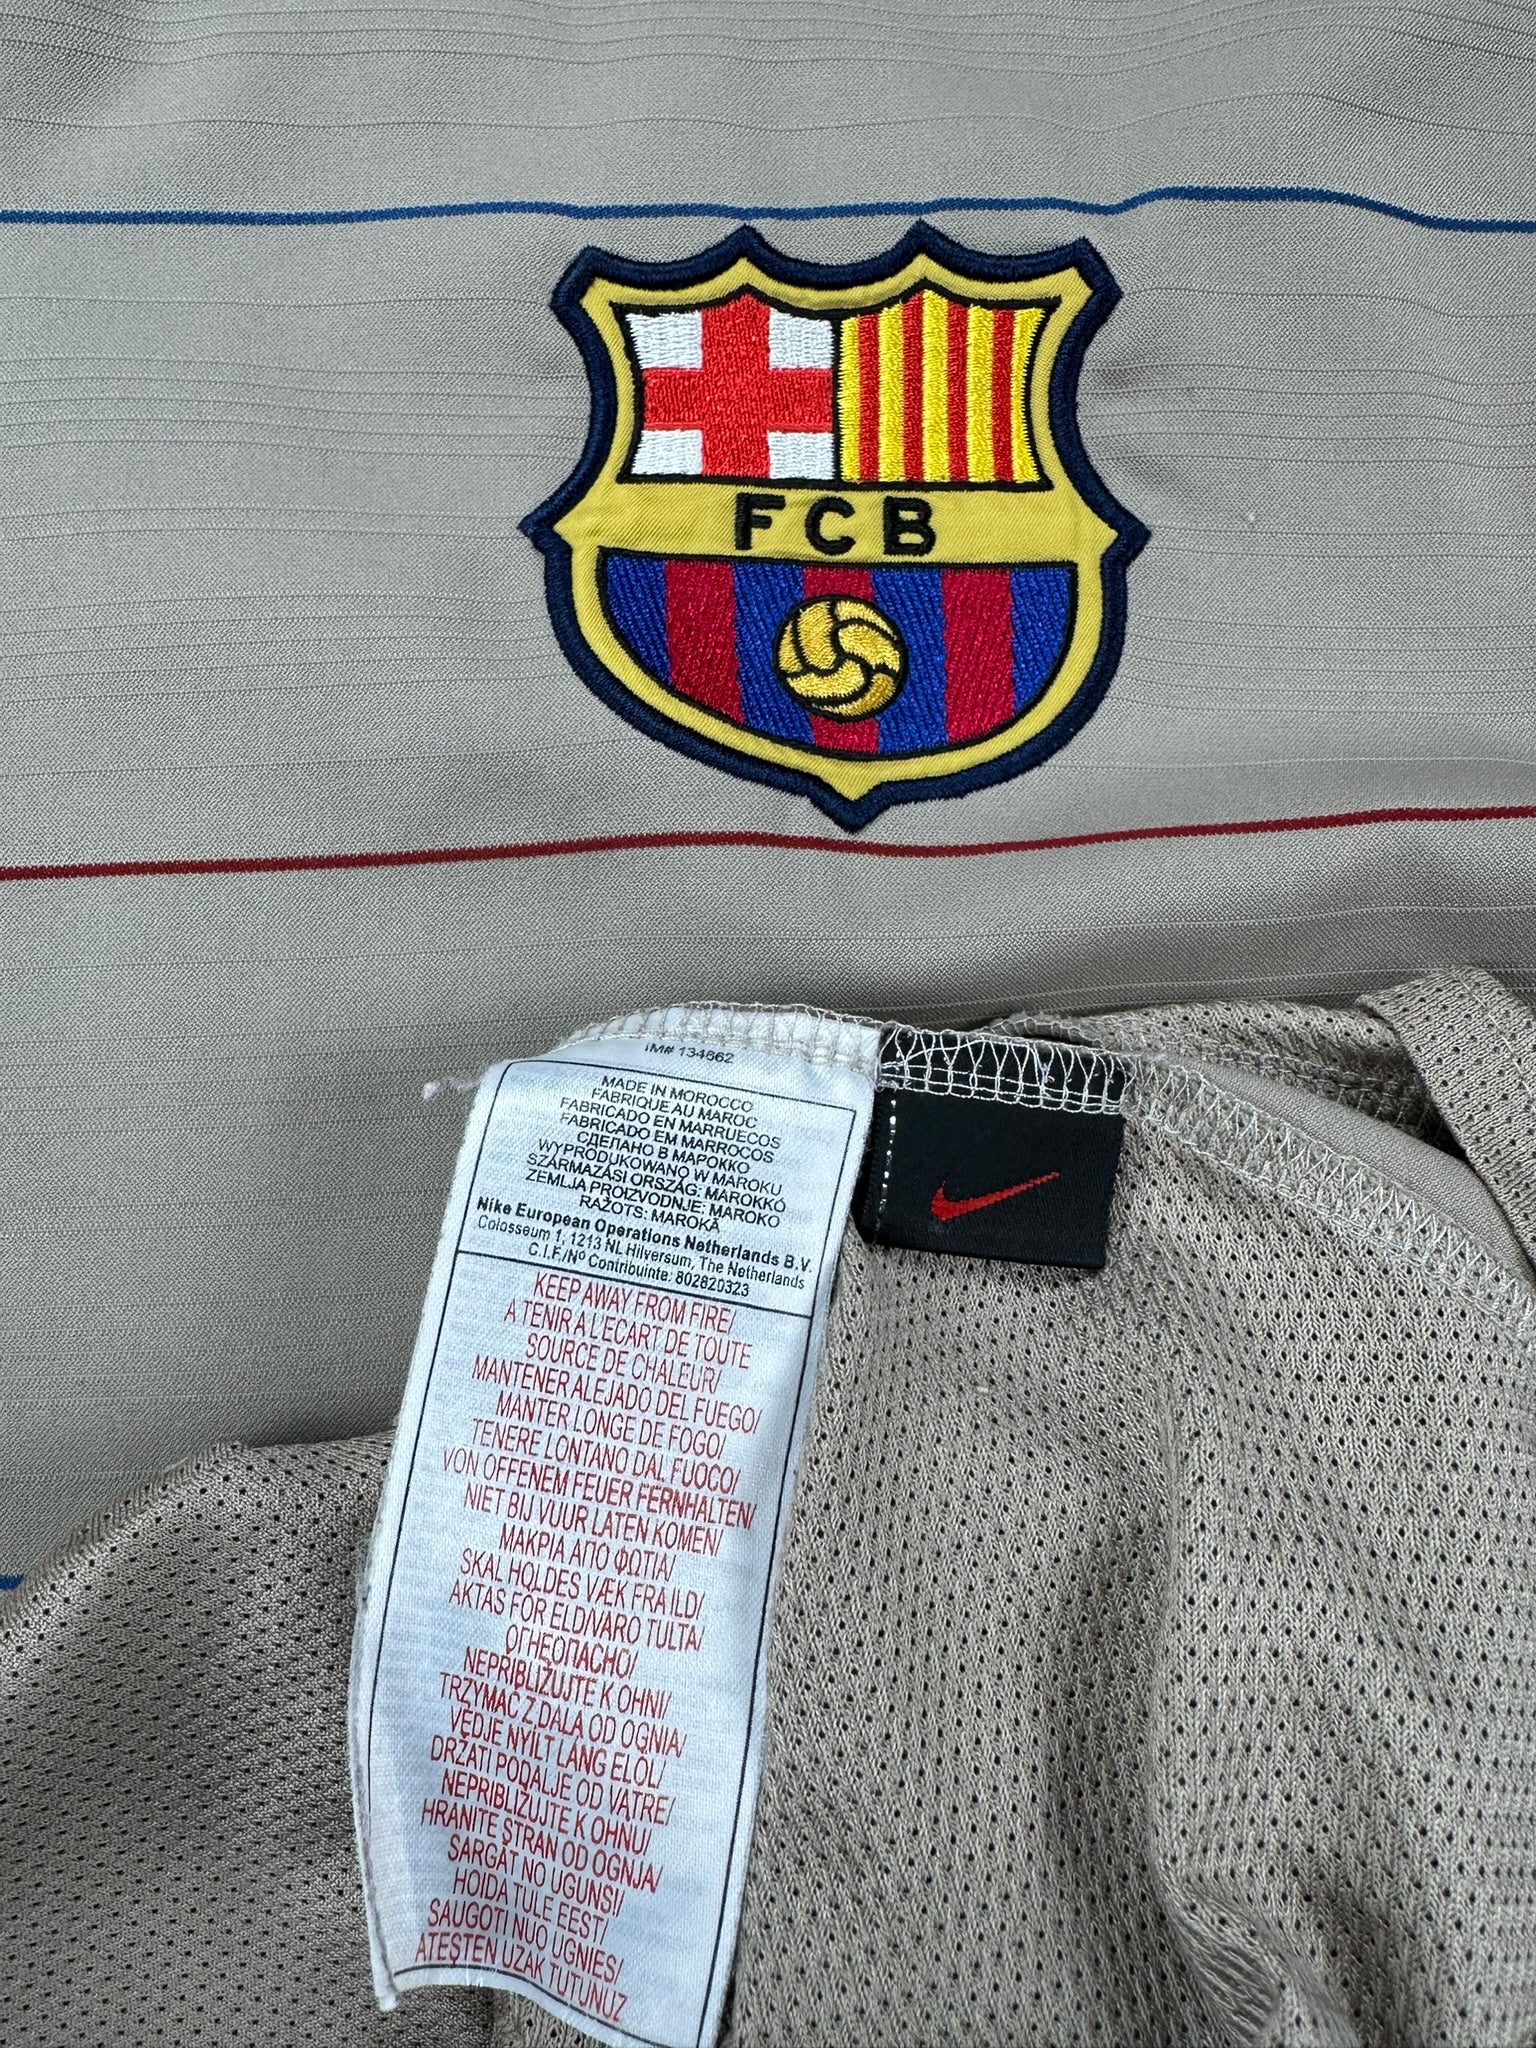 FCB
IM# 134662
MADE IN MOROCCO
FABRIQUE AU MAROC
FABRICADO EN MARRUECOS
FABRICADO EM MARROCOS
СДЕЛАНО В МАРОККО
WYPRODUKOWANO W MAROKU
SZÁRMAZÁSI ORSZÁG: MAROKKÓ
ZEMLJA PROIZVODNJE: MAROKO
RAŽOTS: MAROKĀ
Nike European Operations Netherlands B.V.
Colosseum 1, 1213 NL Hilversum, The Netherlands
C.I.F./Nº Contribuinte: 802820323
KEEP AWAY FROM FIRE/
A TENIR A L'ECART DE TOUTE
SOURCE DE CHALEUR/
MANTENER ALEJADO DEL FUEGO/
MANTER LONGE DE FOGO/
TENERE LONTANO DAL FUOCO/
VON OFFENEM FEUER FERNHALTEN/
NIET BIJ VUUR LATEN KOMEN/
ΜΑΚΡΙΑ ΑΠΟ ΦΩΤΙΑ/
SKAL HOLDES VÆK FRA ILD/
AKTAS FÖR ELD/VARO TULTA/
ОГНЕОПАСНО/
NEPRIBLIŽUJTE K OHNI/
TRZYMAĆ Z DALA OD OGNIA/
VÉDJE NYÍLT LÁNG ELÖL/
DRŽATI PODALJE OD VATRE/
NEPRIBLIŽUJTE K OHNU/
HRANITE STRAN OD OGNJA/
SARGĀT NO UGUNS!/
HOIDA TULE EEST/
SAUGOTI NUO UGNIES/
ATEŞTEN UZAK TUTUNUZ